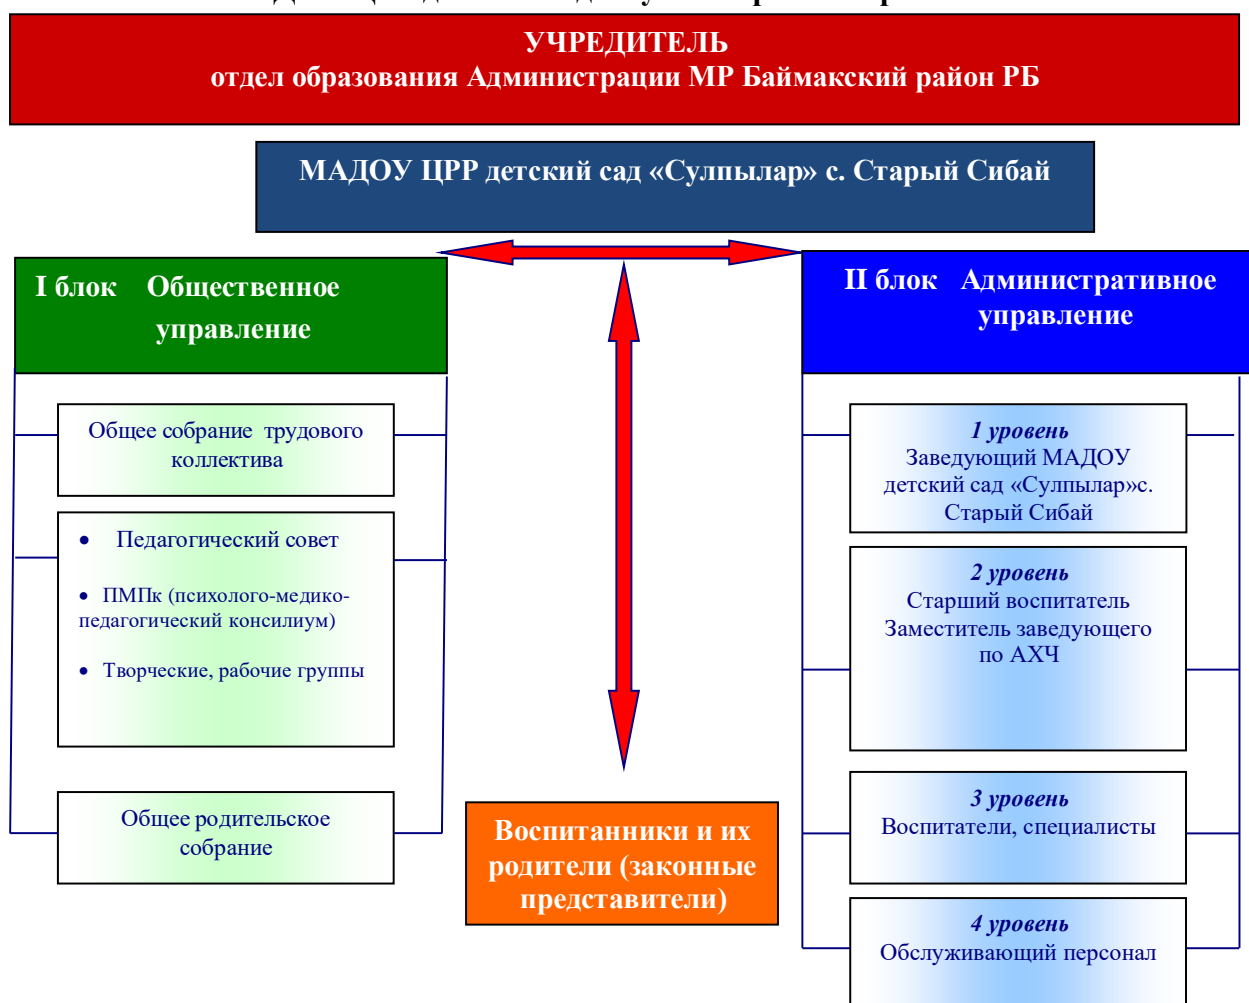 УЧРЕДИТЕЛЬ
отдел образования Администрации МР Баймакский район РБ
МАДОУ ЦРР детский сад «Сулпылар» с. Старый Сибай
I блок Общественное
управление
Общее собрание трудового
коллектива
• Педагогический совет
• ПМПк (психолого-медико-
педагогический консилиум)
• Творческие, рабочие группы
Общее родительское
собрание
Воспитанники и их
родители (законные
представители)
II блок Административное
управление
1 уровень
Заведующий МАДОУ
детский сад «Сулпылар»с.
Старый Сибай
2 уровень
Старший воспитатель
Заместитель заведующего
по АХЧ
3 уровень
Воспитатели, специалисты
4 уровень
Обслуживающий персонал